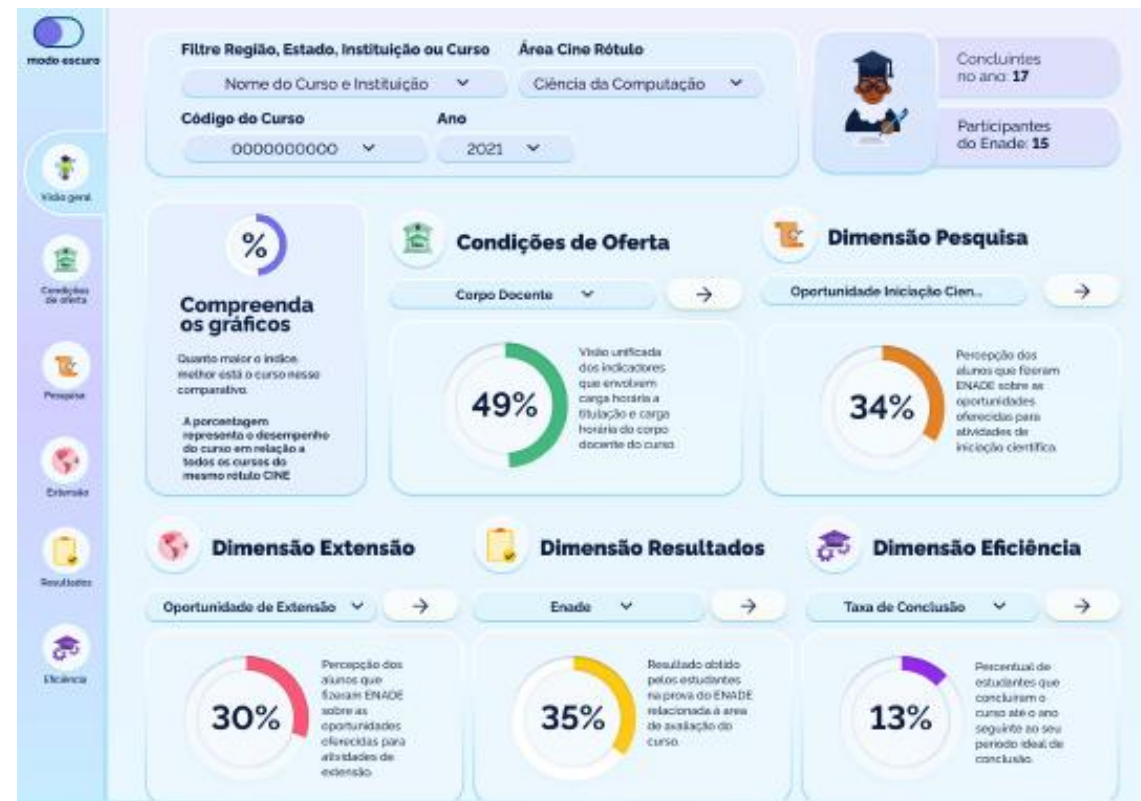 modo escuro
Filtre Região, Estado, Instituição ou Curso
Nome do Curso e Instituição
Área Cine Rótulo
Ciência da Computação
Código do Curso
0000000000
Ano
2021
Concluintes
no ano: 17
Participantes
do Enade: 15
Visão geral
Condições
de oferta
Pesquisa
Extensão
Resultados
Eficiência
%
Compreenda
os gráficos
Quanto maior o índice,
melhor está o curso nesse
comparativo.
A porcentagem
representa o desempenho
do curso em relação a
todos os cursos do
mesmo rótulo CINE
Condições de Oferta
Corpo Docente
49%
Visão unificada
dos indicadores
que envolvem
carga horária a
titulação e carga
horária do corpo
docente do curso.
Dimensão Pesquisa
Oportunidade Iniciação Cien...
34%
Percepção dos
alunos que fizeram
ENADE sobre as
oportunidades
oferecidas para
atividades de
iniciação científica.
Dimensão Extensão
Oportunidade de Extensão
30%
Percepção dos
alunos que
fizeram ENADE
sobre as
oportunidades
oferecidas para
atividades de
extensão.
Dimensão Resultados
Enade
35%
Resultado obtido
pelos estudantes
na prova do ENADE
relacionada à area
de avaliação do
curso.
Dimensão Eficiência
Taxa de Conclusão
13%
Percentual de
estudantes que
concluíram o
curso até o ano
seguinte ao seu
período ideal de
conclusão.